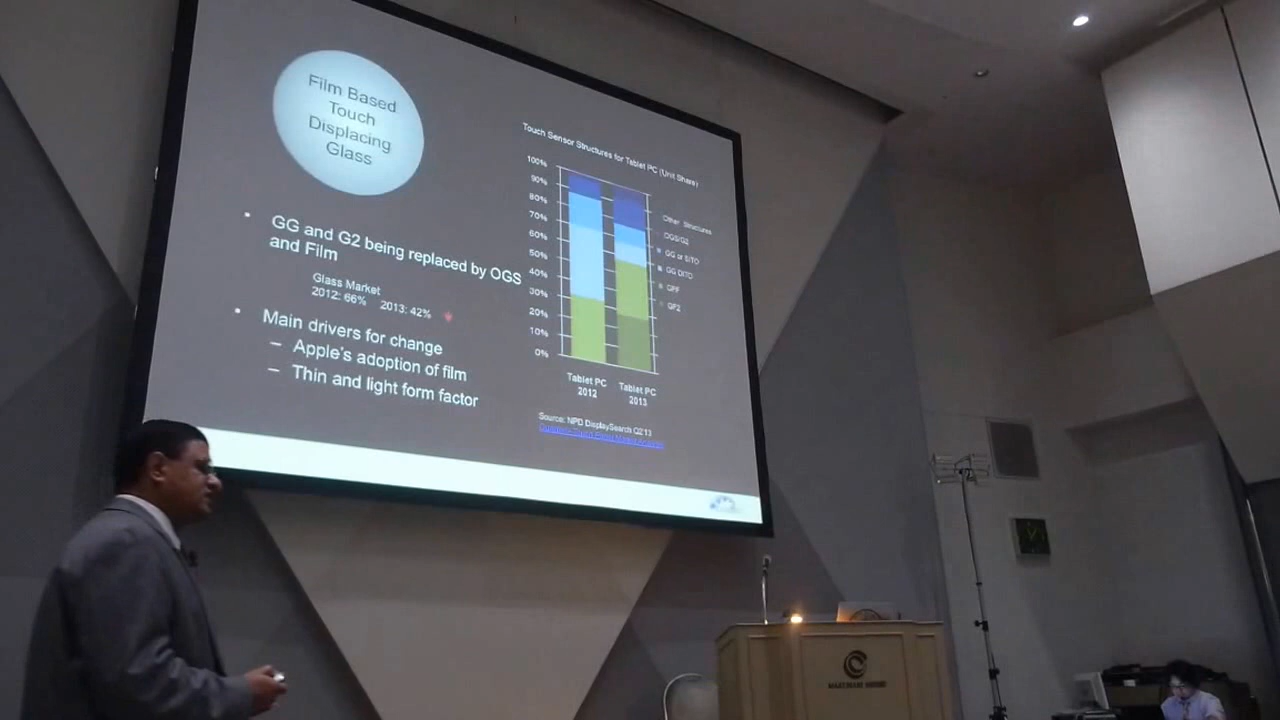 Film Based
Touch
Displacing
Glass
GG and G2 being replaced by OGS
and Film
Glass Market
2012: 66% 2013: 42%
Main drivers for change
– Apple's adoption of film
– Thin and light form factor
Touch Sensor Structures for Tablet PC (Unit Share)
100%
90%
80%
70%
60%
50%
40%
30%
20%
10%
0%
Tablet PC
2012
Tablet PC
2013
Other Structures
OGS/G2
GG or SITO
GG DITO
GFF
GF2
Source: NPD DisplaySearch Q2'13